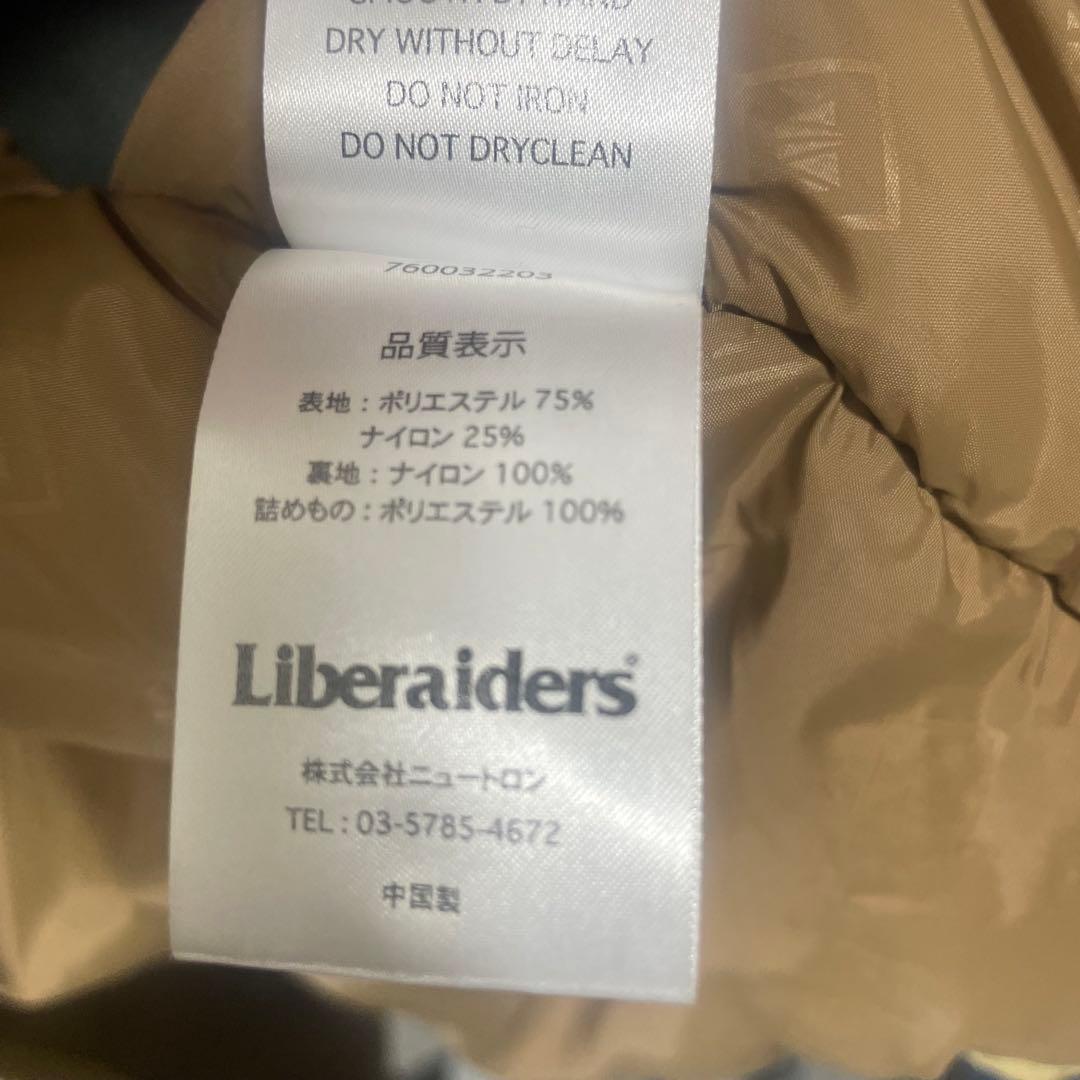 SMOOTH BY HAND
DRY WITHOUT DELAY
DO NOT IRON
DO NOT DRYCLEAN
760032203
品質表示
表地 : ポリエステル 75%
ナイロン 25%
裏地 : ナイロン 100%
詰めもの : ポリエステル 100%
Liberaiders®
株式会社ニュートロン
TEL : 03-5785-4672
中国製